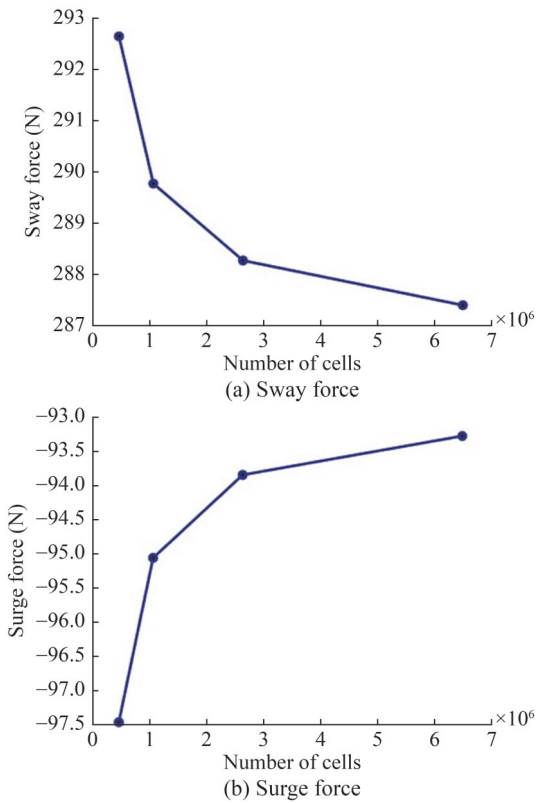 293
292
291
290
289
288
287
Sway force (N)
0 1 2 3 4 5 6 7
×10⁶
Number of cells
(a) Sway force
−93.0
−93.5
−94.0
−94.5
−95.0
−95.5
−96.0
−96.5
−97.0
−97.5
Surge force (N)
0 1 2 3 4 5 6 7
×10⁶
Number of cells
(b) Surge force